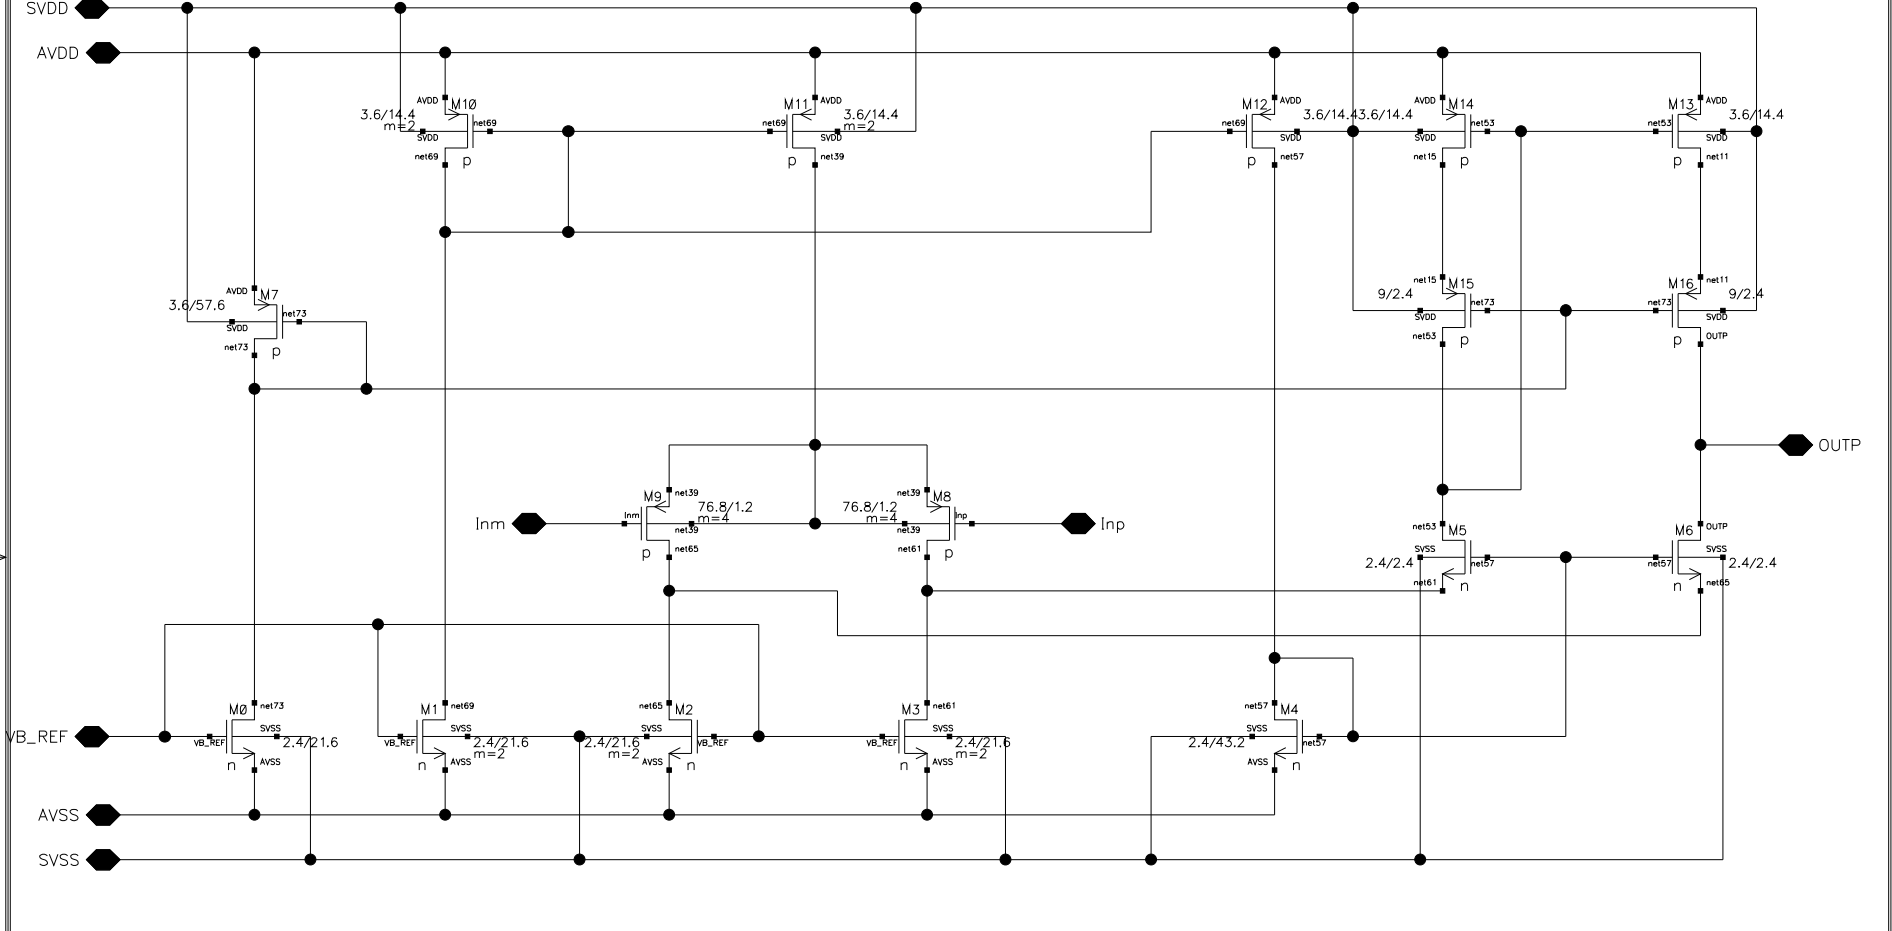 SVDD
AVDD
AVDD M10
3.6/14.4
m=2
SVDD
net69
net69
p
M11 AVDD
net69
3.6/14.4
m=2
SVDD
net39
p
M12 AVDD
net69
3.6/14.4
SVDD
net57
p
AVDD M14
3.6/14.4
SVDD
net53
net15
p
M13 AVDD
net53
3.6/14.4
SVDD
net11
p
AVDD M7
3.6/57.6
SVDD
net73
net73
p
net15 M15
9/2.4
SVDD
net73
net53
p
M16 net11
net73
9/2.4
SVDD
OUTP
p
OUTP
Inm
M9 net39
Inm
76.8/1.2
m=4
net39
net65
p
net39 M8
76.8/1.2
m=4
net39
Inp
net61
p
Inp
net53 M5
SVSS
2.4/2.4
net57
net61
n
M6 OUTP
SVSS
net57
2.4/2.4
net65
n
VB_REF
M0 net73
SVSS
VB_REF
2.4/21.6
AVSS
n
M1 net69
SVSS
VB_REF
2.4/21.6
m=2
AVSS
n
net65 M2
SVSS
2.4/21.6
m=2
VB_REF
AVSS
n
M3 net61
SVSS
VB_REF
2.4/21.6
m=2
AVSS
n
net57 M4
SVSS
2.4/43.2
net57
AVSS
n
AVSS
SVSS